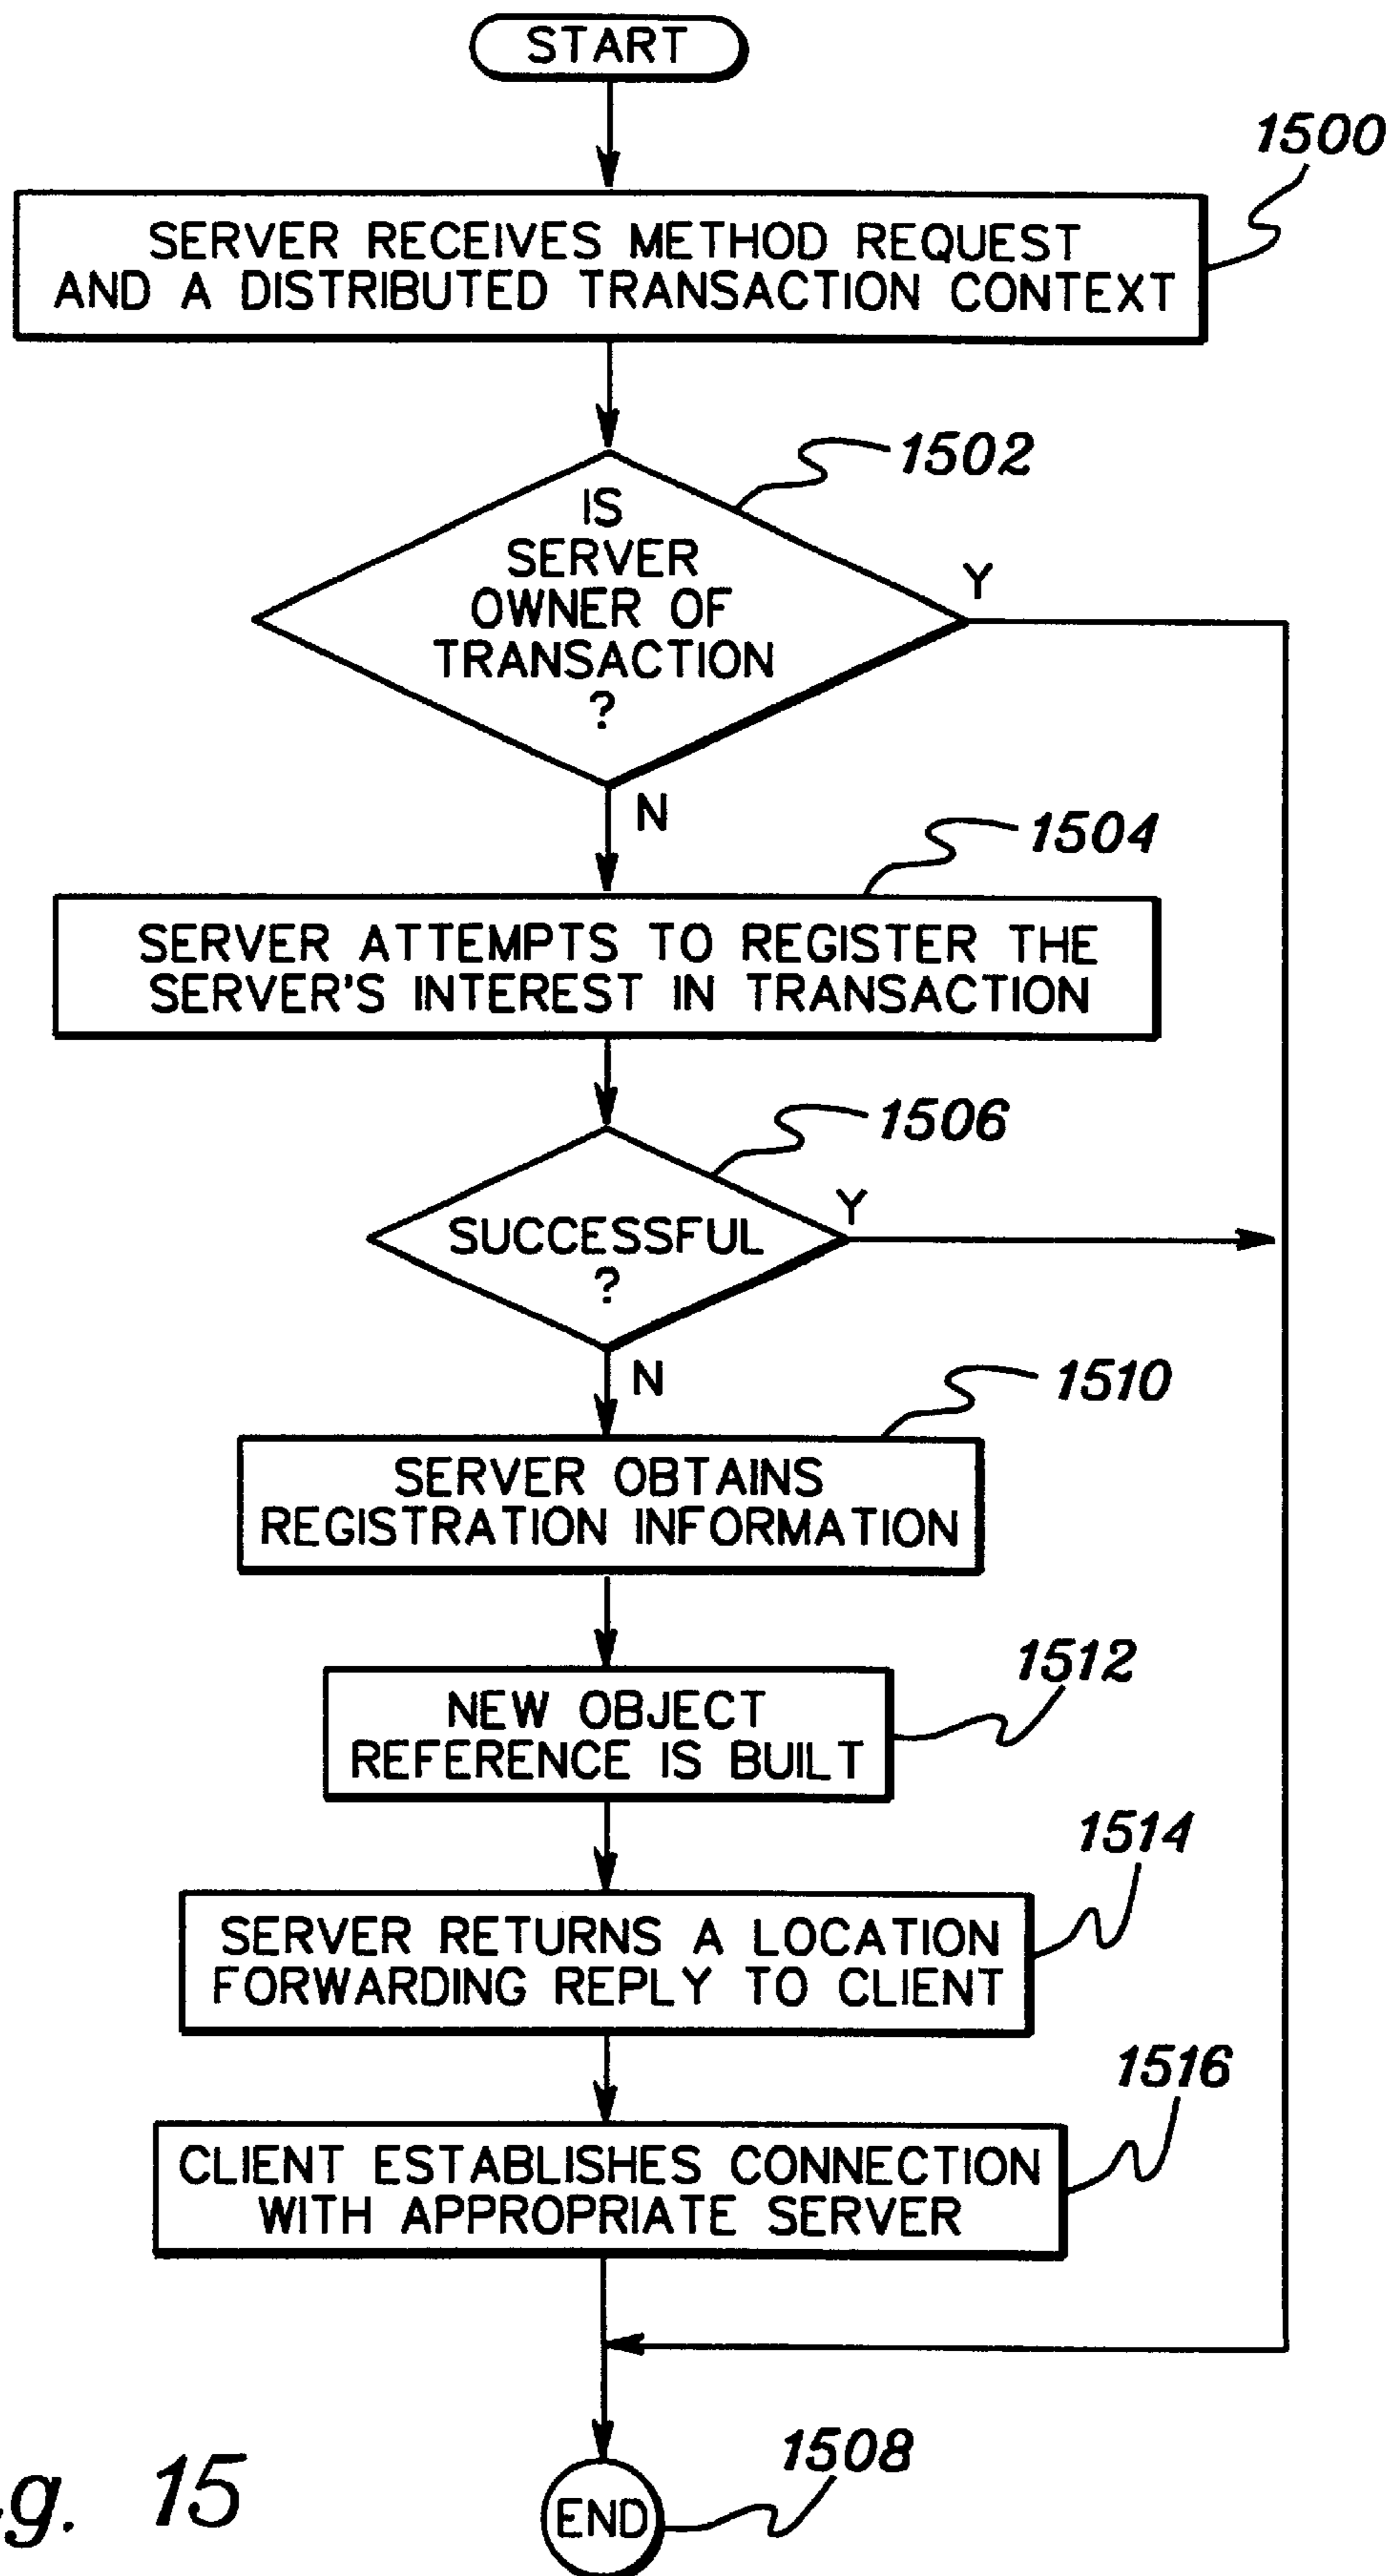 START
1500
SERVER RECEIVES METHOD REQUEST
AND A DISTRIBUTED TRANSACTION CONTEXT
1502
IS
SERVER
OWNER OF
TRANSACTION
?
Y
N
1504
SERVER ATTEMPTS TO REGISTER THE
SERVER'S INTEREST IN TRANSACTION
1506
SUCCESSFUL
?
Y
N
1510
SERVER OBTAINS
REGISTRATION INFORMATION
1512
NEW OBJECT
REFERENCE IS BUILT
1514
SERVER RETURNS A LOCATION
FORWARDING REPLY TO CLIENT
1516
CLIENT ESTABLISHES CONNECTION
WITH APPROPRIATE SERVER
1508
END
g. 15